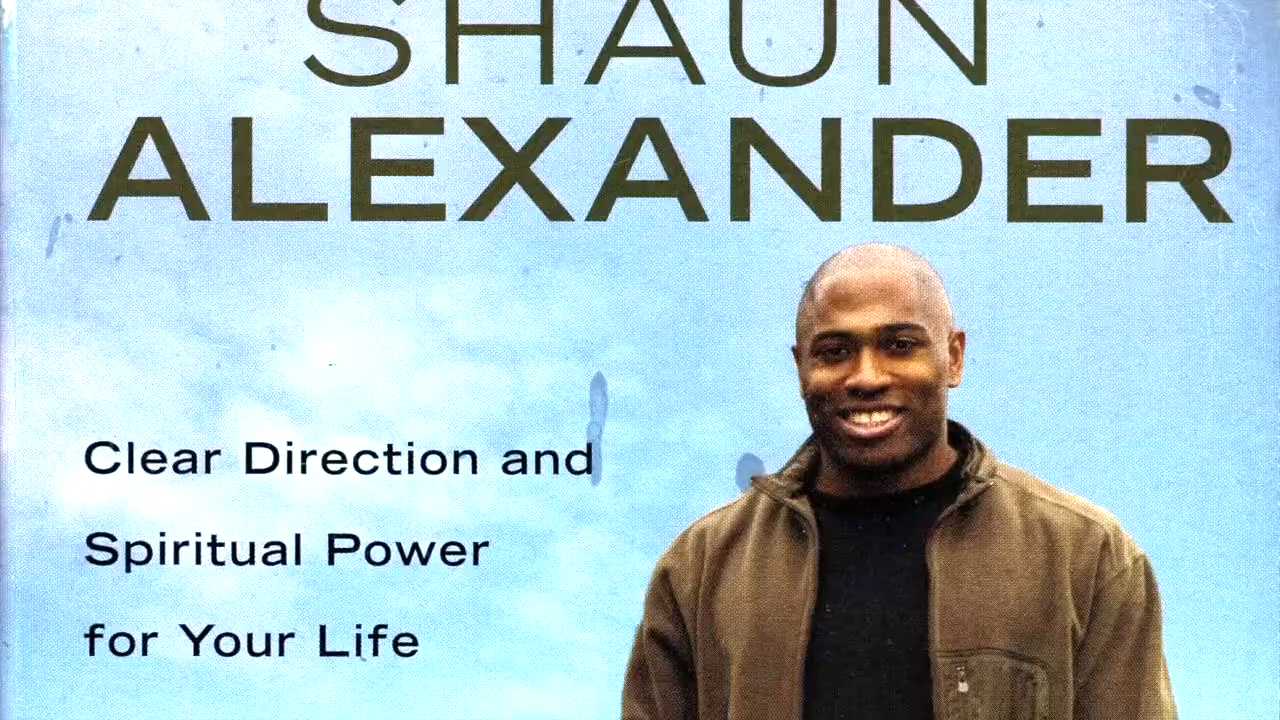 SHAUN
ALEXANDER
Clear Direction and
Spiritual Power
for Your Life